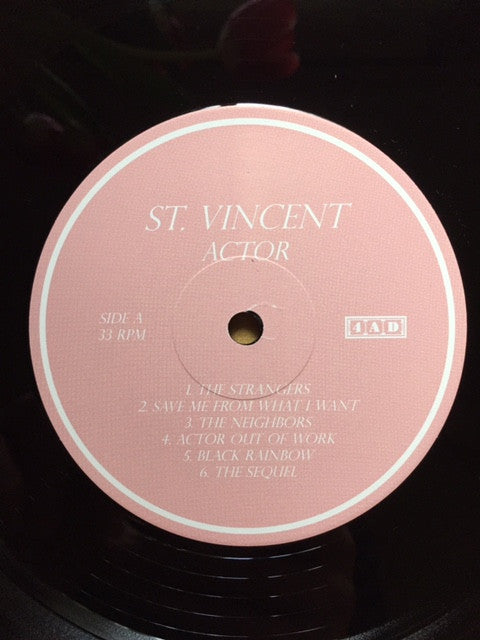 ST. VINCENT
ACTOR
SIDE A
33 RPM
4AD
1. THE STRANGERS
2. SAVE ME FROM WHAT I WANT
3. THE NEIGHBORS
4. ACTOR OUT OF WORK
5. BLACK RAINBOW
6. THE SEQUEL